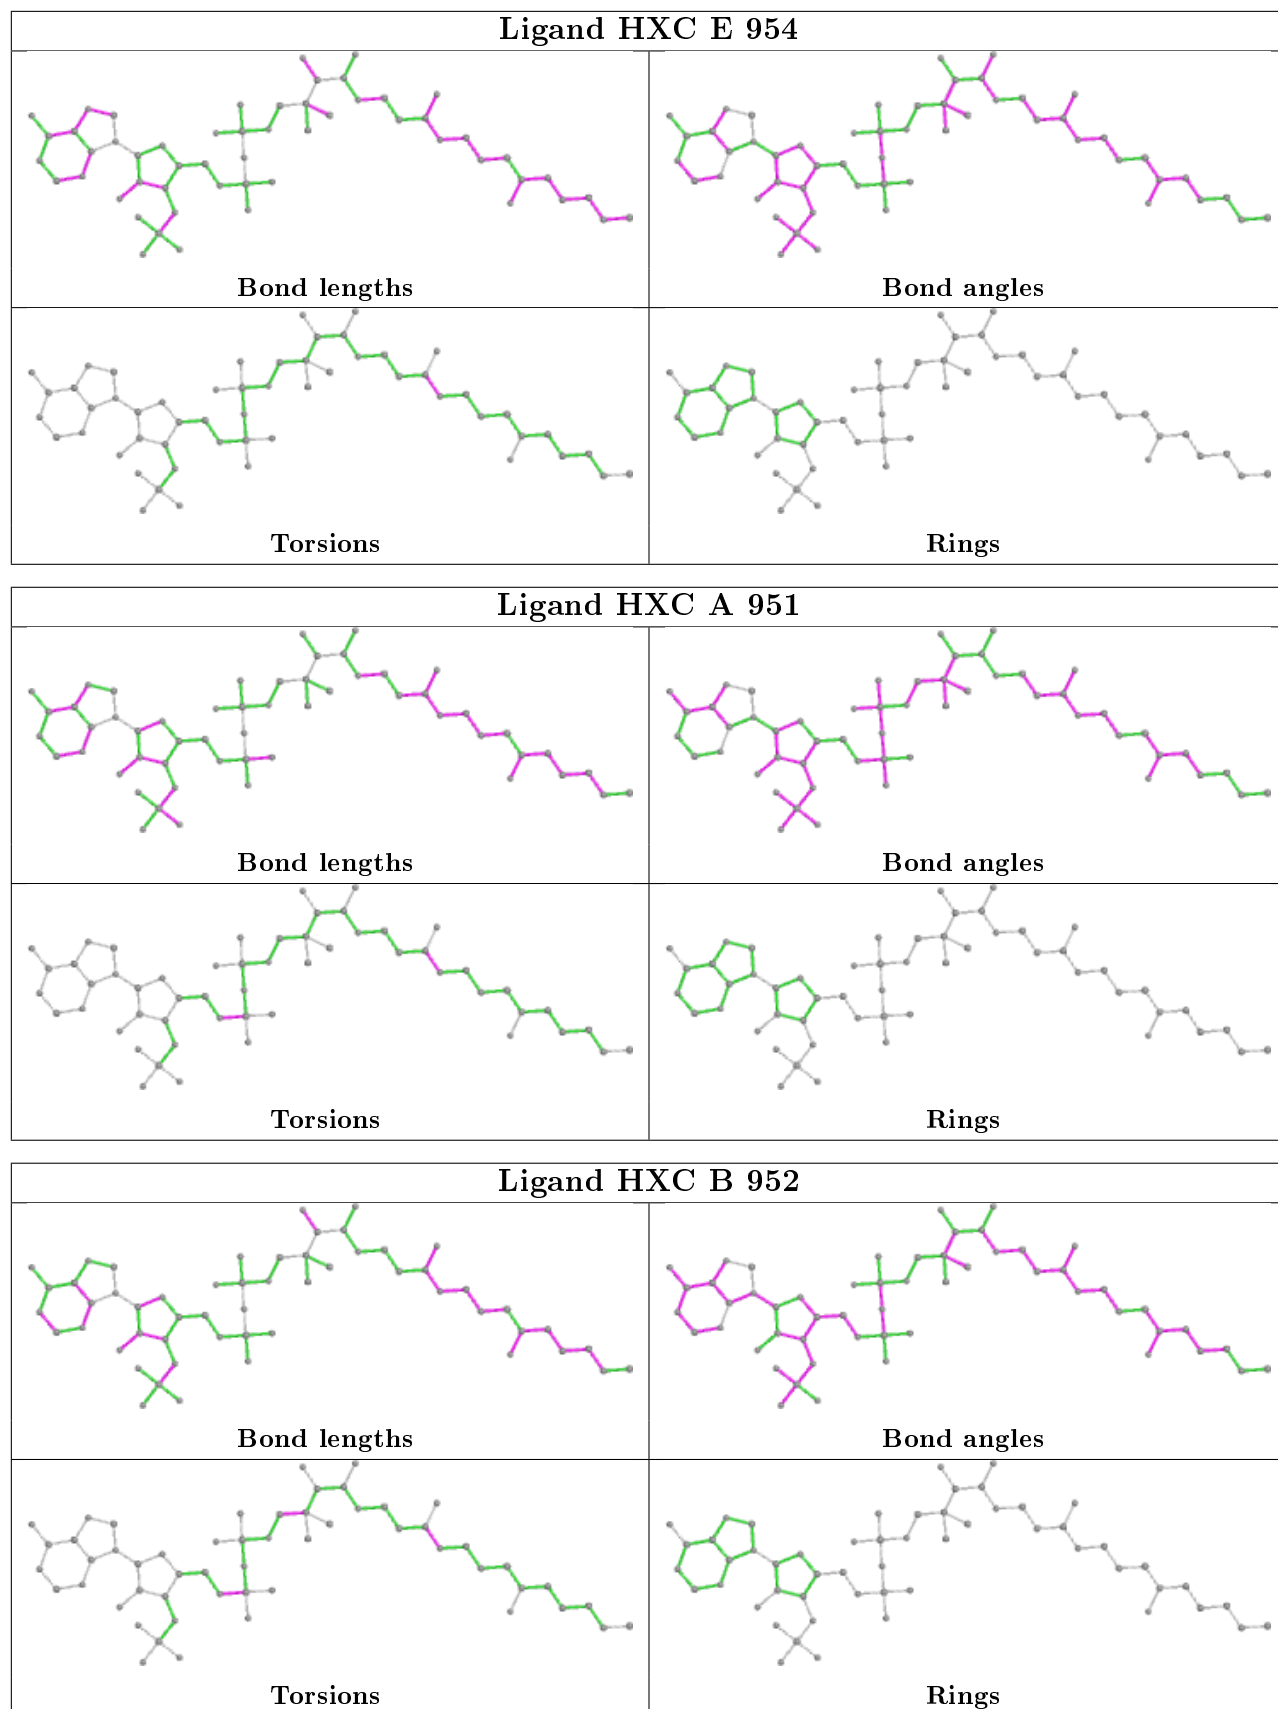 Ligand HXC E 954
Bond lengths
Bond angles
Torsions
Rings
Ligand HXC A 951
Bond lengths
Bond angles
Torsions
Rings
Ligand HXC B 952
Bond lengths
Bond angles
Torsions
Rings